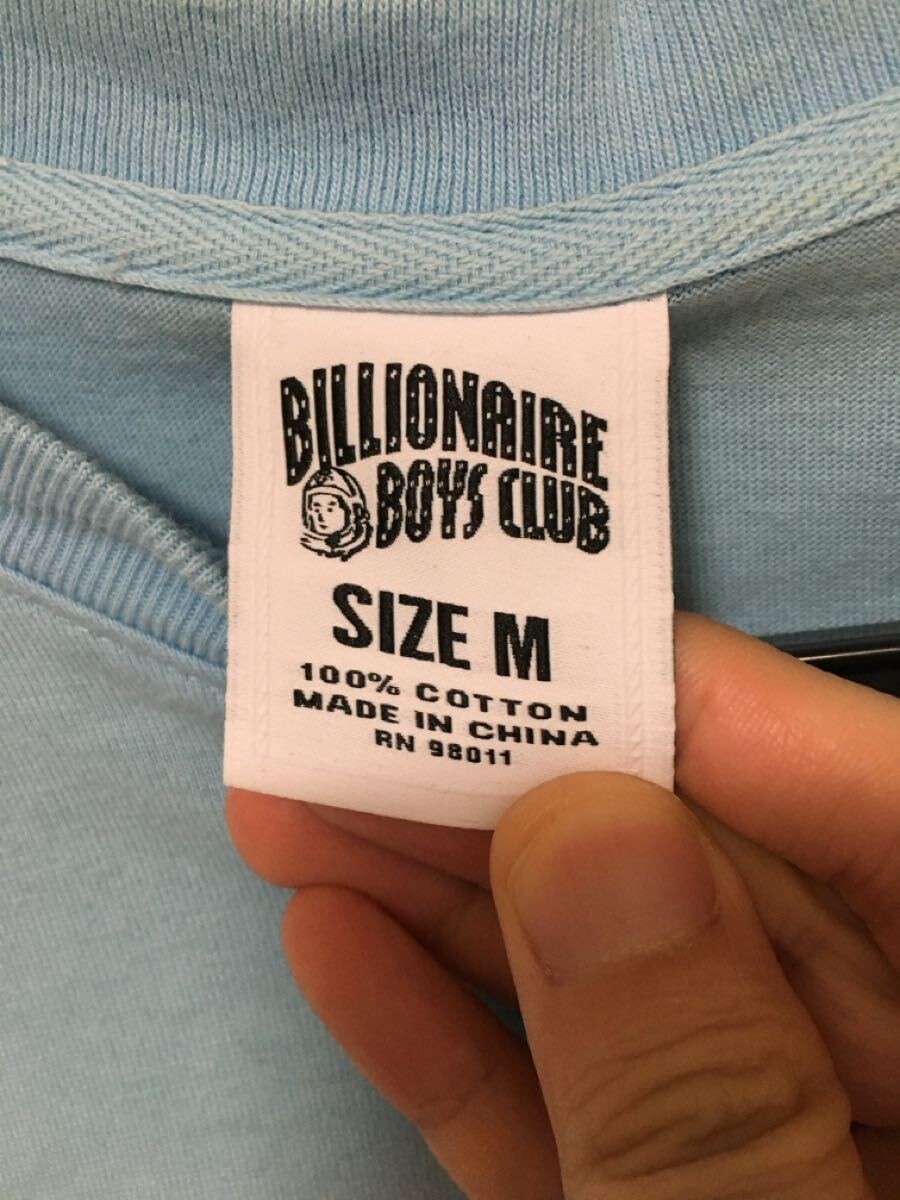 BILLIONAIRE
BOYS CLUB
SIZE M
100% COTTON
MADE IN CHINA
RN 98011